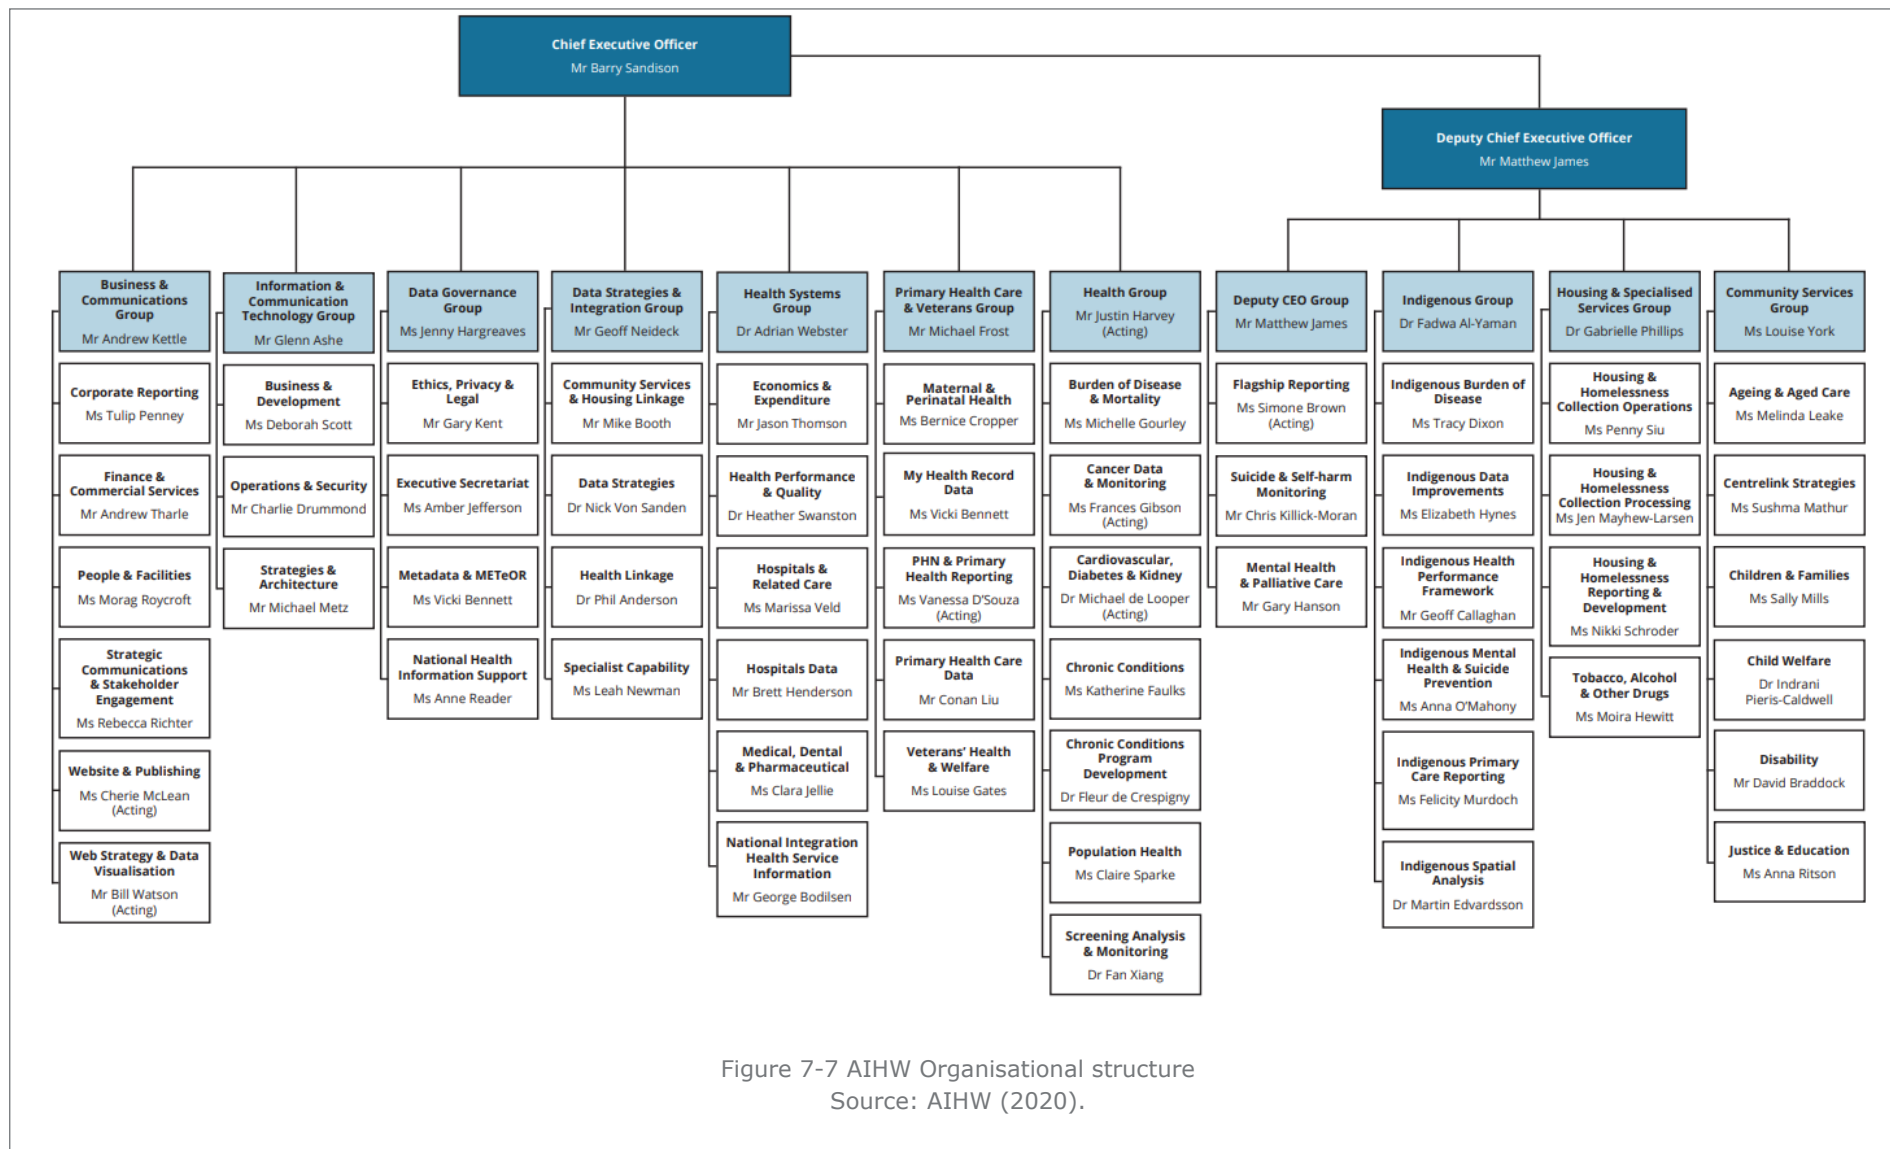 Chief Executive Officer
Mr Barry Sandison
Deputy Chief Executive Officer
Mr Matthew James
Business &
Communications
Group
Mr Andrew Kettle
Corporate Reporting
Ms Tulip Penney
Finance &
Commercial Services
Mr Andrew Tharle
People & Facilities
Ms Morag Roycroft
Strategic
Communications
& Stakeholder
Engagement
Ms Rebecca Richter
Website & Publishing
Ms Cherie McLean
(Acting)
Web Strategy & Data
Visualisation
Mr Bill Watson
(Acting)
Information &
Communication
Technology Group
Mr Glenn Ashe
Business &
Development
Ms Deborah Scott
Operations & Security
Mr Charlie Drummond
Strategies &
Architecture
Mr Michael Metz
Data Governance
Group
Ms Jenny Hargreaves
Ethics, Privacy &
Legal
Mr Gary Kent
Executive Secretariat
Ms Amber Jefferson
Metadata & METeOR
Ms Vicki Bennett
National Health
Information Support
Ms Anne Reader
Data Strategies &
Integration Group
Mr Geoff Neideck
Community Services
& Housing Linkage
Mr Mike Booth
Data Strategies
Dr Nick Von Sanden
Health Linkage
Dr Phil Anderson
Specialist Capability
Ms Leah Newman
Health Systems
Group
Dr Adrian Webster
Economics &
Expenditure
Mr Jason Thomson
Health Performance
& Quality
Dr Heather Swanston
Hospitals &
Related Care
Ms Marissa Veld
Hospitals Data
Mr Brett Henderson
Medical, Dental
& Pharmaceutical
Ms Clara Jellie
National Integration
Health Service
Information
Mr George Bodilsen
Primary Health Care
& Veterans Group
Mr Michael Frost
Maternal &
Perinatal Health
Ms Bernice Cropper
My Health Record
Data
Ms Vicki Bennett
PHN & Primary
Health Reporting
Ms Vanessa D'Souza
(Acting)
Primary Health Care
Data
Mr Conan Liu
Veterans' Health
& Welfare
Ms Louise Gates
Health Group
Mr Justin Harvey
(Acting)
Burden of Disease
& Mortality
Ms Michelle Gourley
Cancer Data
& Monitoring
Ms Frances Gibson
(Acting)
Cardiovascular,
Diabetes & Kidney
Dr Michael de Looper
(Acting)
Chronic Conditions
Ms Katherine Faulks
Chronic Conditions
Program
Development
Dr Fleur de Crespigny
Population Health
Ms Claire Sparke
Screening Analysis
& Monitoring
Dr Fan Xiang
Deputy CEO Group
Mr Matthew James
Flagship Reporting
Ms Simone Brown
(Acting)
Suicide & Self-harm
Monitoring
Mr Chris Killick-Moran
Mental Health
& Palliative Care
Mr Gary Hanson
Indigenous Group
Dr Fadwa Al-Yaman
Indigenous Burden of
Disease
Ms Tracy Dixon
Indigenous Data
Improvements
Ms Elizabeth Hynes
Indigenous Health
Performance
Framework
Mr Geoff Callaghan
Indigenous Mental
Health & Suicide
Prevention
Ms Anna O'Mahony
Indigenous Primary
Care Reporting
Ms Felicity Murdoch
Indigenous Spatial
Analysis
Dr Martin Edvardsson
Housing & Specialised
Services Group
Dr Gabrielle Phillips
Housing &
Homelessness
Collection Operations
Ms Penny Siu
Housing &
Homelessness
Collection Processing
Ms Jen Mayhew-Larsen
Housing &
Homelessness
Reporting &
Development
Ms Nikki Schroder
Tobacco, Alcohol
& Other Drugs
Ms Moira Hewitt
Community Services
Group
Ms Louise York
Ageing & Aged Care
Ms Melinda Leake
Centrelink Strategies
Ms Sushma Mathur
Children & Families
Ms Sally Mills
Child Welfare
Dr Indrani
Pieris-Caldwell
Disability
Mr David Braddock
Justice & Education
Ms Anna Ritson
Figure 7-7 AIHW Organisational structure
Source: AIHW (2020).